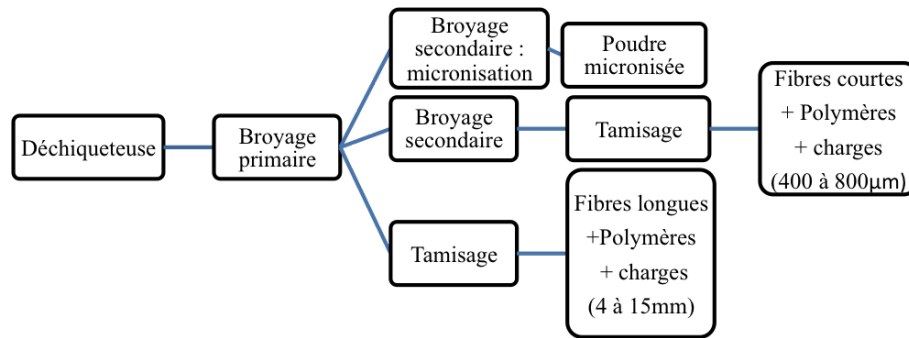 Déchiqueteuse
Broyage
primaire
Broyage
secondaire :
micronisation
Poudre
micronisée
Broyage
secondaire
Tamisage
Fibres courtes
+ Polymères
+ charges
(400 à 800µm)
Tamisage
Fibres longues
+Polymères
+ charges
(4 à 15mm)